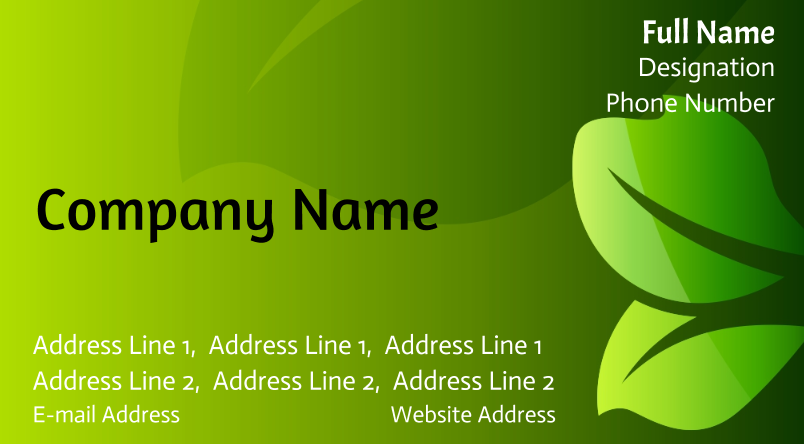 Full Name
Designation
Phone Number
Company Name
Address Line 1, Address Line 1, Address Line 1
Address Line 2, Address Line 2, Address Line 2
E-mail Address Website Address